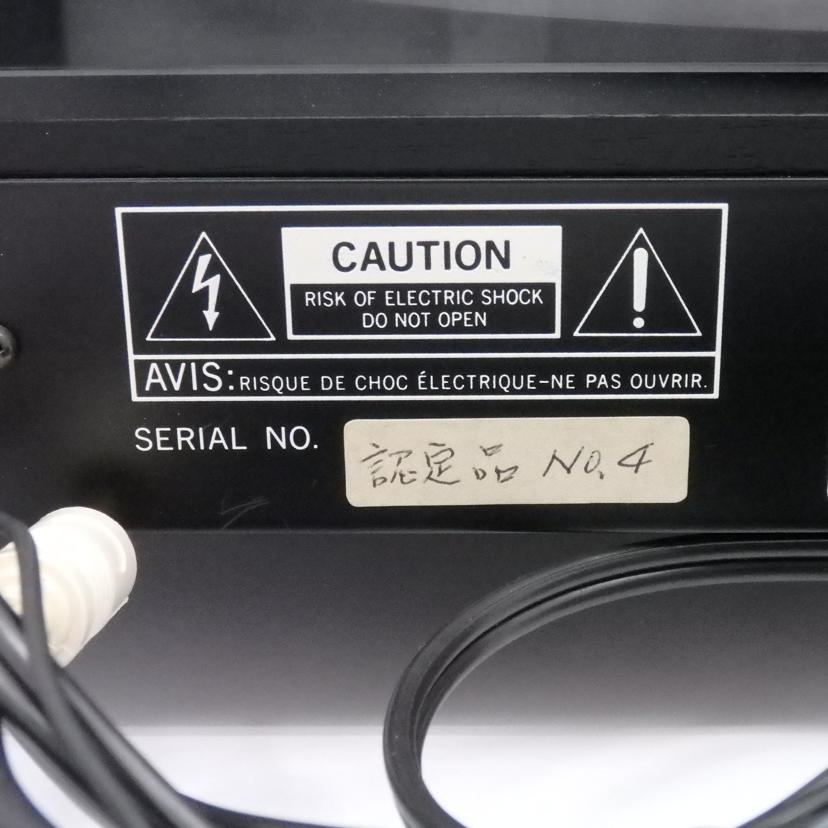 CAUTION
RISK OF ELECTRIC SHOCK
DO NOT OPEN
AVIS:RISQUE DE CHOC ÉLECTRIQUE-NE PAS OUVRIR.
SERIAL NO.
認定品 No.4